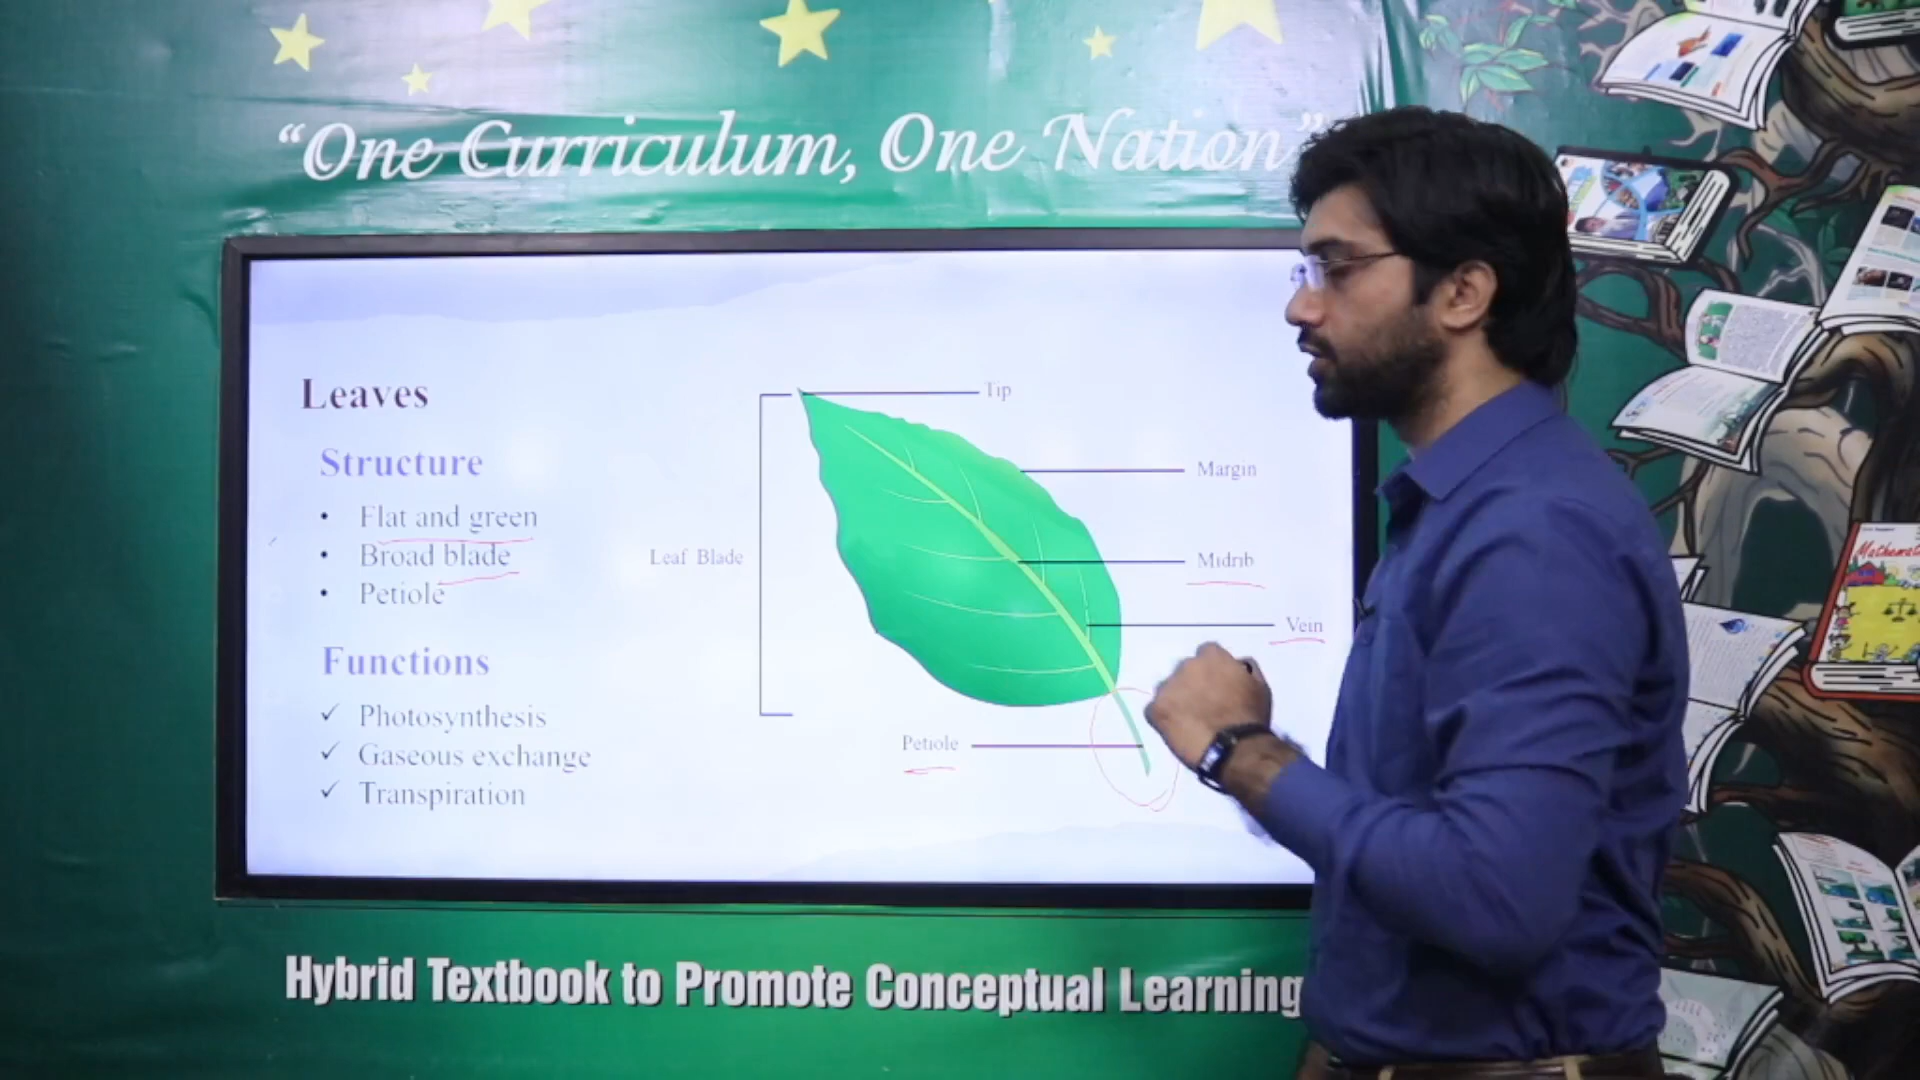 “One Curriculum, One Nation”
Leaves
Structure
• Flat and green
• Broad blade
• Petiole
Functions
✓ Photosynthesis
✓ Gaseous exchange
✓ Transpiration
Leaf Blade
Tip
Margin
Midrib
Vein
Petiole
Hybrid Textbook to Promote Conceptual Learning